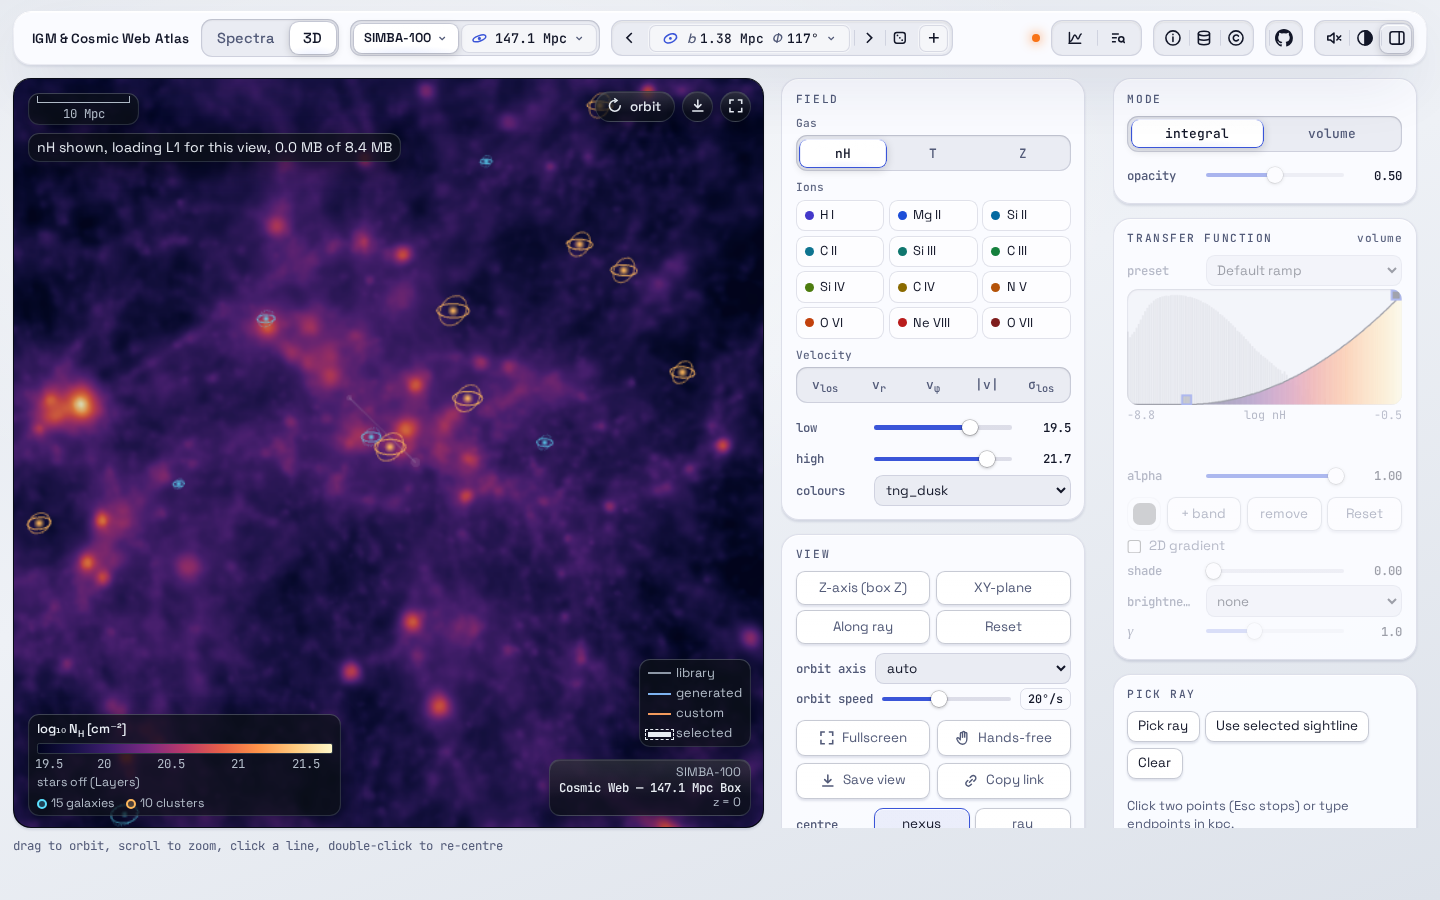 IGM & Cosmic Web Atlas
Spectra
3D
SIMBA-100
147.1 Mpc
b 1.38 Mpc Φ 117°
10 Mpc
orbit
nH shown, loading L1 for this view, 0.0 MB of 8.4 MB
library
generated
custom
selected
log₁₀ N_H [cm⁻²]
19.5 20 20.5 21 21.5
stars off (Layers)
15 galaxies 10 clusters
SIMBA-100
Cosmic Web — 147.1 Mpc Box
z = 0
drag to orbit, scroll to zoom, click a line, double-click to re-centre
FIELD
Gas
nH T Z
Ions
H I Mg II Si II
C II Si III C III
Si IV C IV N V
O VI Ne VIII O VII
Velocity
v_los v_r v_φ |v| σ_los
low 19.5
high 21.7
colours tng_dusk
VIEW
Z-axis (box Z) XY-plane
Along ray Reset
orbit axis auto
orbit speed 20°/s
Fullscreen Hands-free
Save view Copy link
centre nexus ray
MODE
integral volume
opacity 0.50
TRANSFER FUNCTION volume
preset Default ramp
-8.8 log nH -0.5
alpha 1.00
+ band remove Reset
2D gradient
shade 0.00
brightne… none
γ 1.0
PICK RAY
Pick ray Use selected sightline
Clear
Click two points (Esc stops) or type
endpoints in kpc.